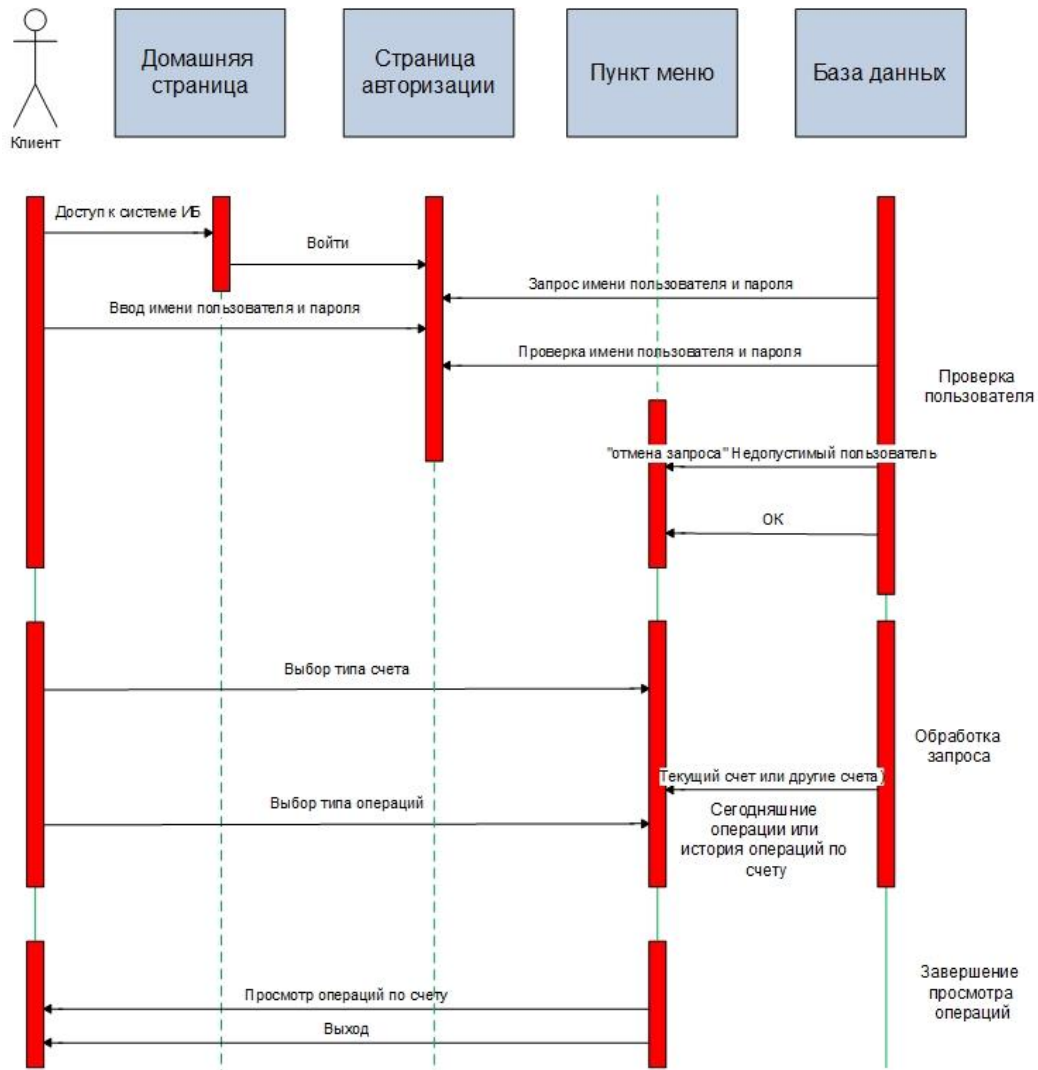 Клиент
Домашняя
страница
Страница
авторизации
Пункт меню
База данных
Доступ к системе ИБ
Войти
Запрос имени пользователя и пароля
Ввод имени пользователя и пароля
Проверка имени пользователя и пароля
Проверка
пользователя
"отмена запроса" Недопустимый пользователь
ОК
Выбор типа счета
Обработка
запроса
Текущий счет или другие счета)
Выбор типа операций
Сегодняшние
операции или
история операций по
счету
Завершение
просмотра
операций
Просмотр операций по счету
Выход